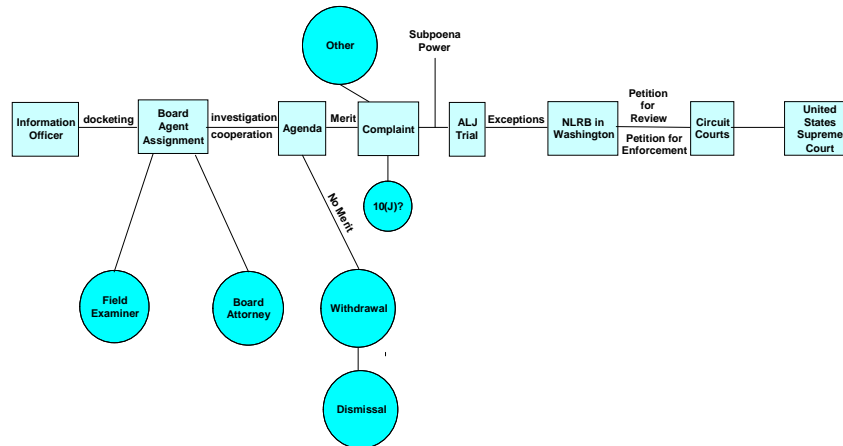 Other
Subpoena
Power
Information
Officer
docketing
Board
Agent
Assignment
investigation
cooperation
Agenda
Merit
Complaint
ALJ
Trial
Exceptions
NLRB in
Washington
Petition
for
Review
Petition for
Enforcement
Circuit
Courts
United
States
Supreme
Court
No Merit
10(J)?
Field
Examiner
Board
Attorney
Withdrawal
Dismissal